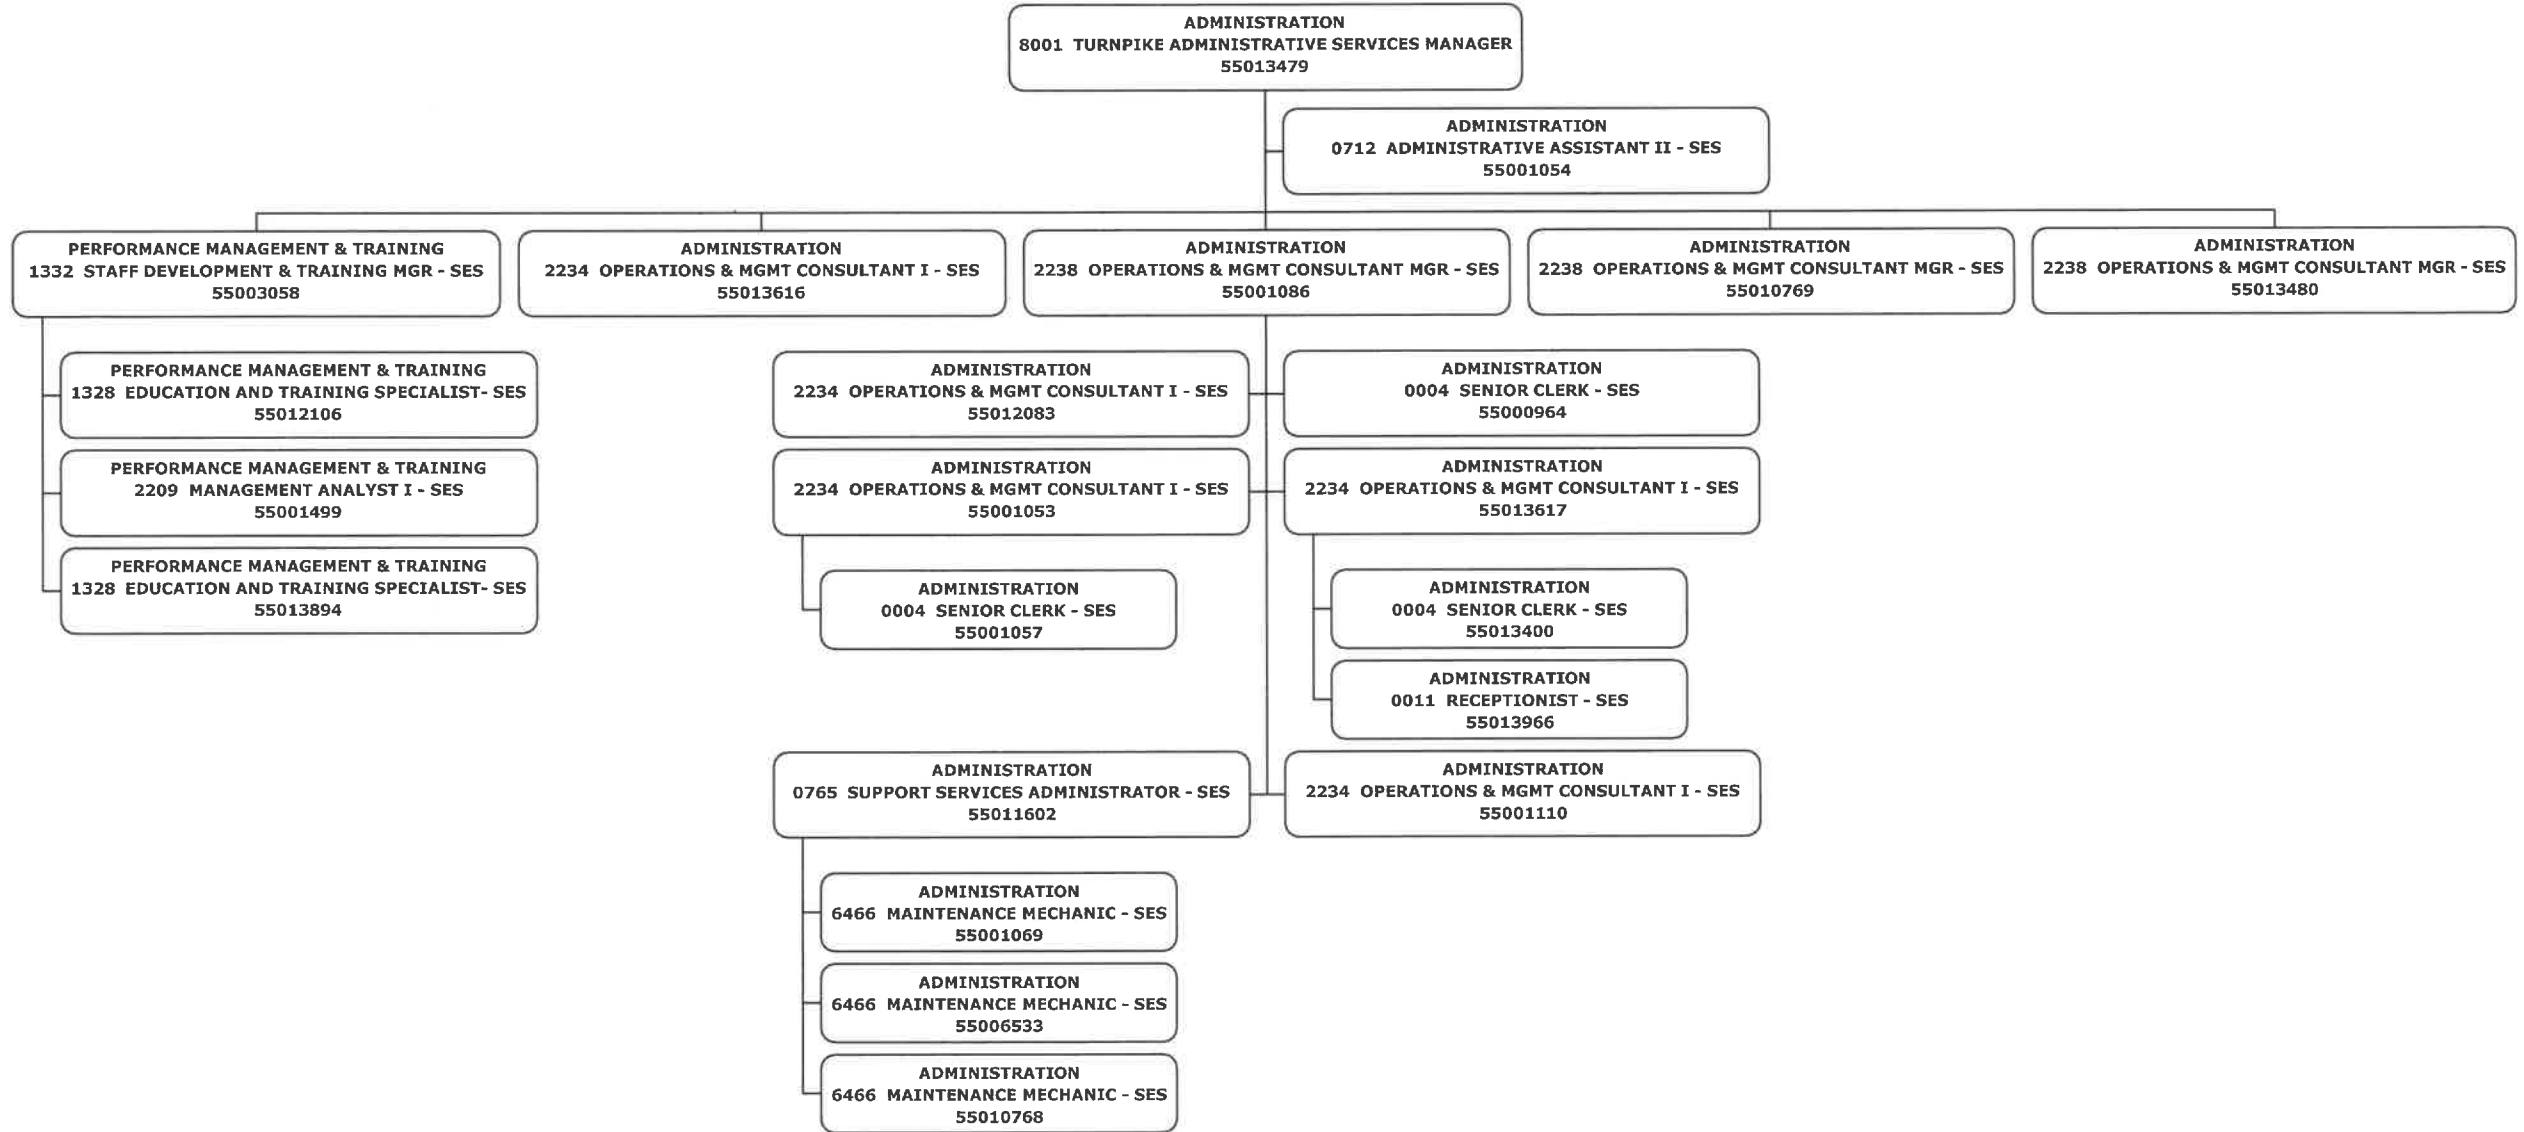 ADMINISTRATION
8001 TURNPIKE ADMINISTRATIVE SERVICES MANAGER
55013479
ADMINISTRATION
0712 ADMINISTRATIVE ASSISTANT II - SES
55001054
PERFORMANCE MANAGEMENT & TRAINING
1332 STAFF DEVELOPMENT & TRAINING MGR - SES
55003058
ADMINISTRATION
2234 OPERATIONS & MGMT CONSULTANT I - SES
55013616
ADMINISTRATION
2238 OPERATIONS & MGMT CONSULTANT MGR - SES
55001086
ADMINISTRATION
2238 OPERATIONS & MGMT CONSULTANT MGR - SES
55010769
ADMINISTRATION
2238 OPERATIONS & MGMT CONSULTANT MGR - SES
55013480
PERFORMANCE MANAGEMENT & TRAINING
1328 EDUCATION AND TRAINING SPECIALIST- SES
55012106
PERFORMANCE MANAGEMENT & TRAINING
2209 MANAGEMENT ANALYST I - SES
55001499
PERFORMANCE MANAGEMENT & TRAINING
1328 EDUCATION AND TRAINING SPECIALIST- SES
55013894
ADMINISTRATION
2234 OPERATIONS & MGMT CONSULTANT I - SES
55012083
ADMINISTRATION
0004 SENIOR CLERK - SES
55000964
ADMINISTRATION
2234 OPERATIONS & MGMT CONSULTANT I - SES
55001053
ADMINISTRATION
2234 OPERATIONS & MGMT CONSULTANT I - SES
55013617
ADMINISTRATION
0004 SENIOR CLERK - SES
55001057
ADMINISTRATION
0004 SENIOR CLERK - SES
55013400
ADMINISTRATION
0011 RECEPTIONIST - SES
55013966
ADMINISTRATION
0765 SUPPORT SERVICES ADMINISTRATOR - SES
55011602
ADMINISTRATION
2234 OPERATIONS & MGMT CONSULTANT I - SES
55001110
ADMINISTRATION
6466 MAINTENANCE MECHANIC - SES
55001069
ADMINISTRATION
6466 MAINTENANCE MECHANIC - SES
55006533
ADMINISTRATION
6466 MAINTENANCE MECHANIC - SES
55010768